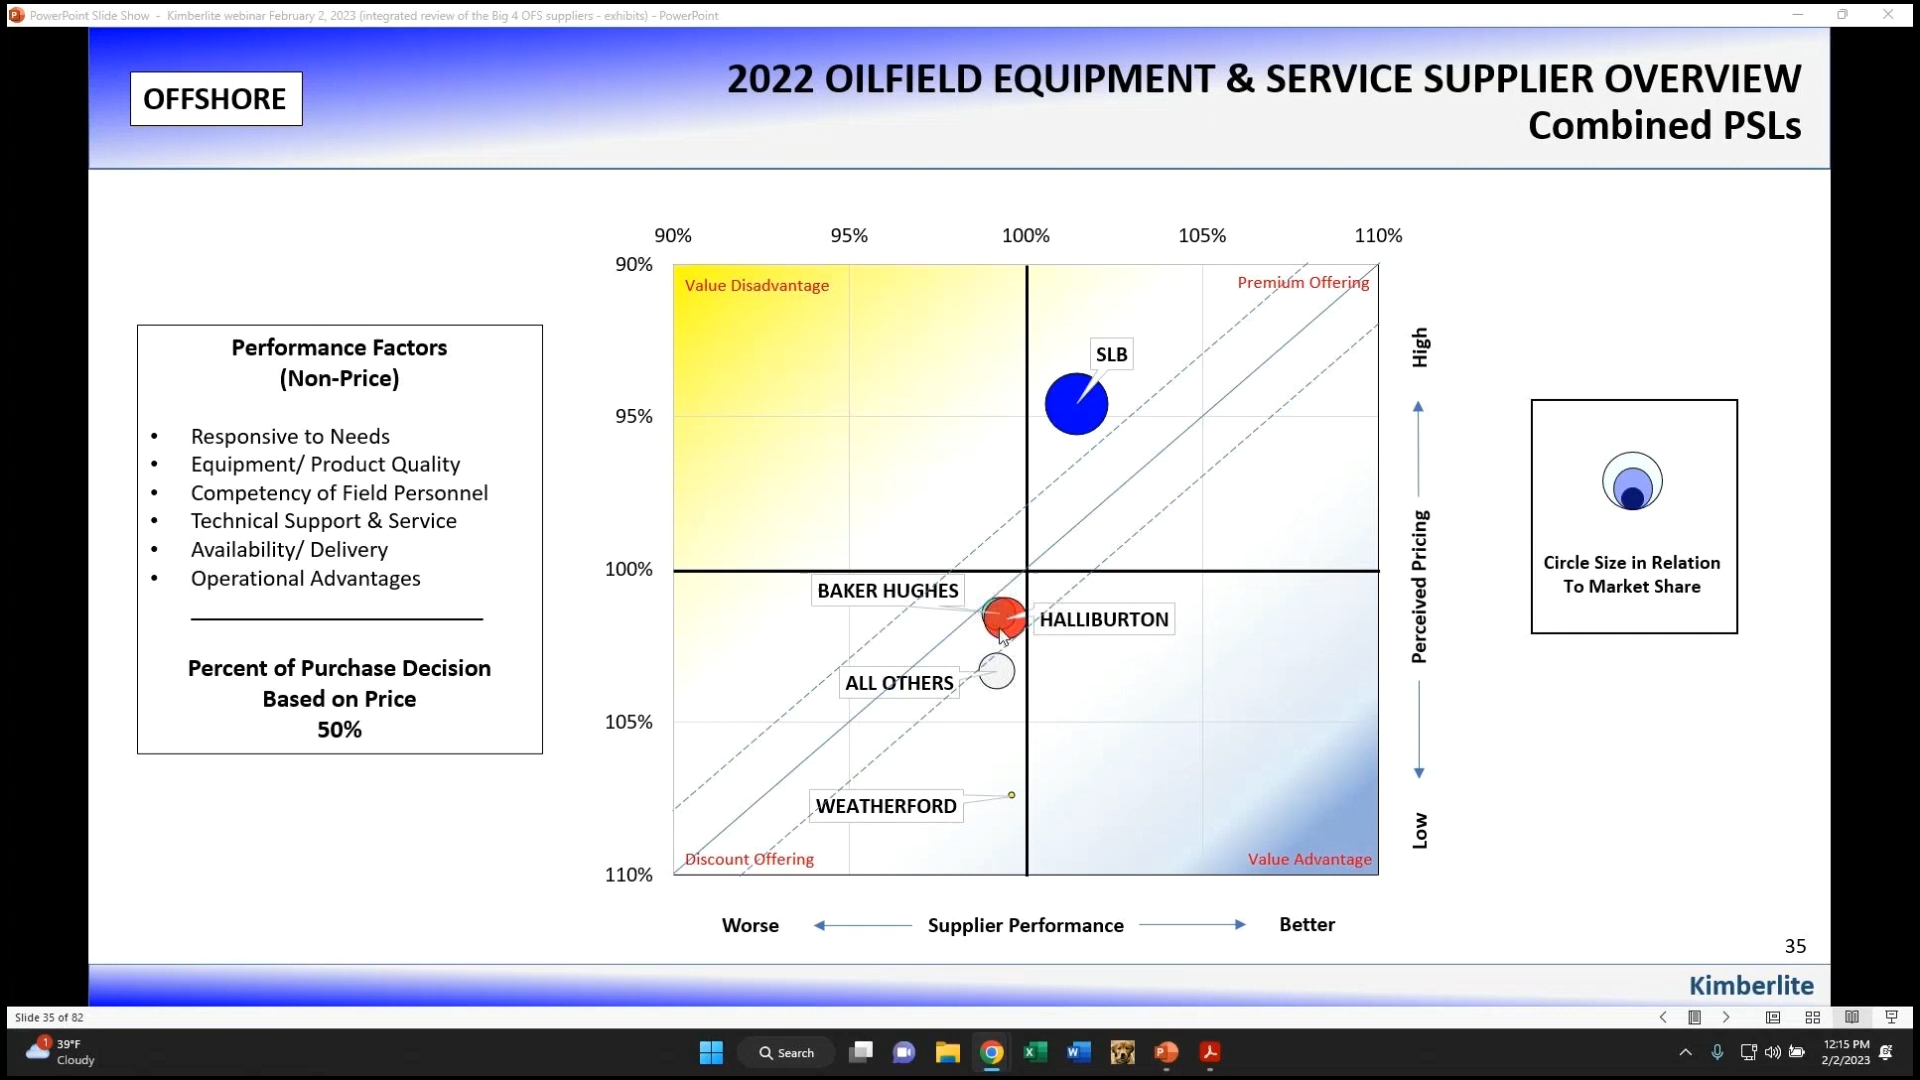 PowerPoint Slide Show - Kimberlite webinar February 2, 2023 (integrated review of the Big 4 OFS suppliers - exhibits) - PowerPoint
OFFSHORE
2022 OILFIELD EQUIPMENT & SERVICE SUPPLIER OVERVIEW
Combined PSLs
Performance Factors
(Non-Price)
• Responsive to Needs
• Equipment/ Product Quality
• Competency of Field Personnel
• Technical Support & Service
• Availability/ Delivery
• Operational Advantages
Percent of Purchase Decision
Based on Price
50%
90% 95% 100% 105% 110%
90%
95%
100%
105%
110%
Value Disadvantage
Premium Offering
SLB
BAKER HUGHES
HALLIBURTON
ALL OTHERS
WEATHERFORD
Discount Offering
Value Advantage
High
Perceived Pricing
Low
Worse
Supplier Performance
Better
Circle Size in Relation
To Market Share
35
Kimberlite
Slide 35 of 82
1
39°F
Cloudy
Search
12:15 PM
2/2/2023